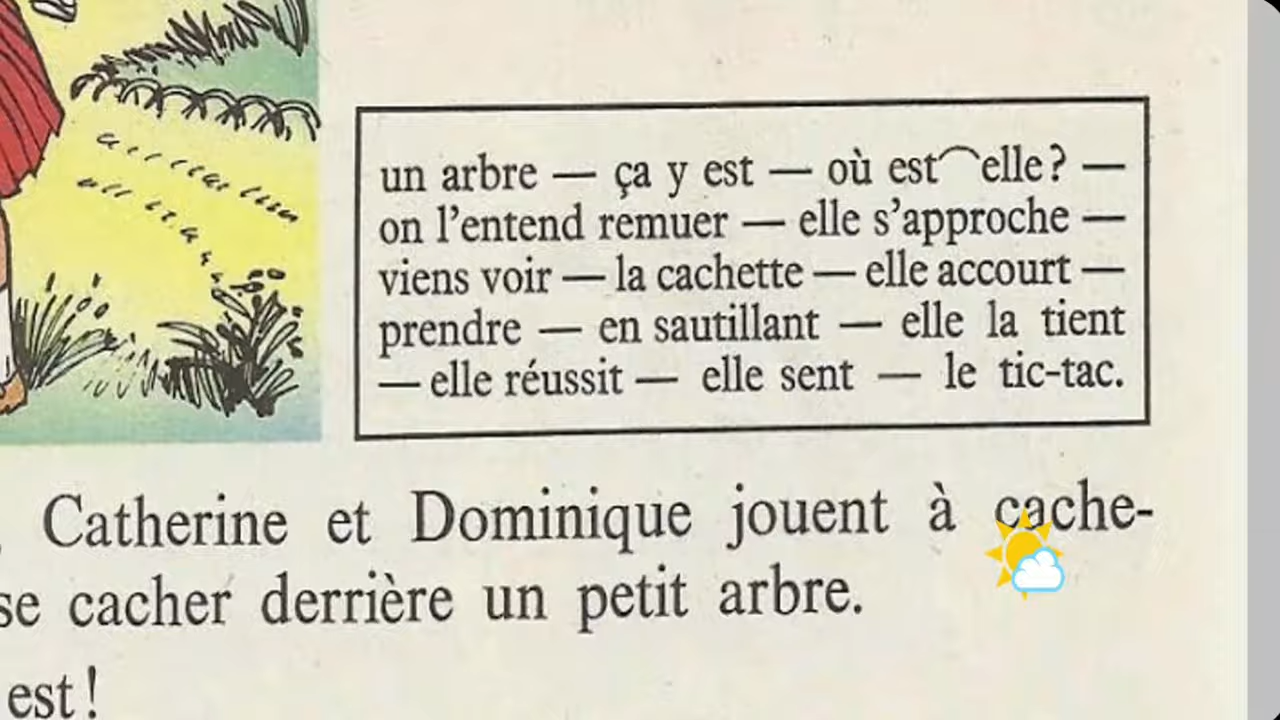 un arbre — ça y est — où est‿elle? —
on l'entend remuer — elle s'approche —
viens voir — la cachette — elle accourt —
prendre — en sautillant — elle la tient
— elle réussit — elle sent — le tic-tac.
, Catherine et Dominique jouent à cache-
se cacher derrière un petit arbre.
est!